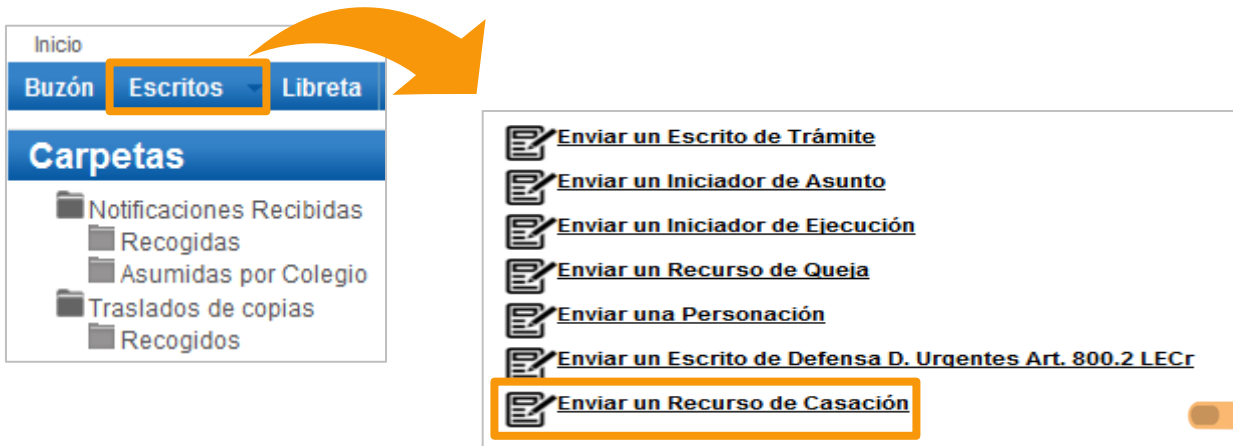 Inicio
Buzón Escritos Libreta
Carpetas
Notificaciones Recibidas
Recogidas
Asumidas por Colegio
Traslados de copias
Recogidos
Enviar un Escrito de Trámite
Enviar un Iniciador de Asunto
Enviar un Iniciador de Ejecución
Enviar un Recurso de Queja
Enviar una Personación
Enviar un Escrito de Defensa D. Urgentes Art. 800.2 LECr
Enviar un Recurso de Casación